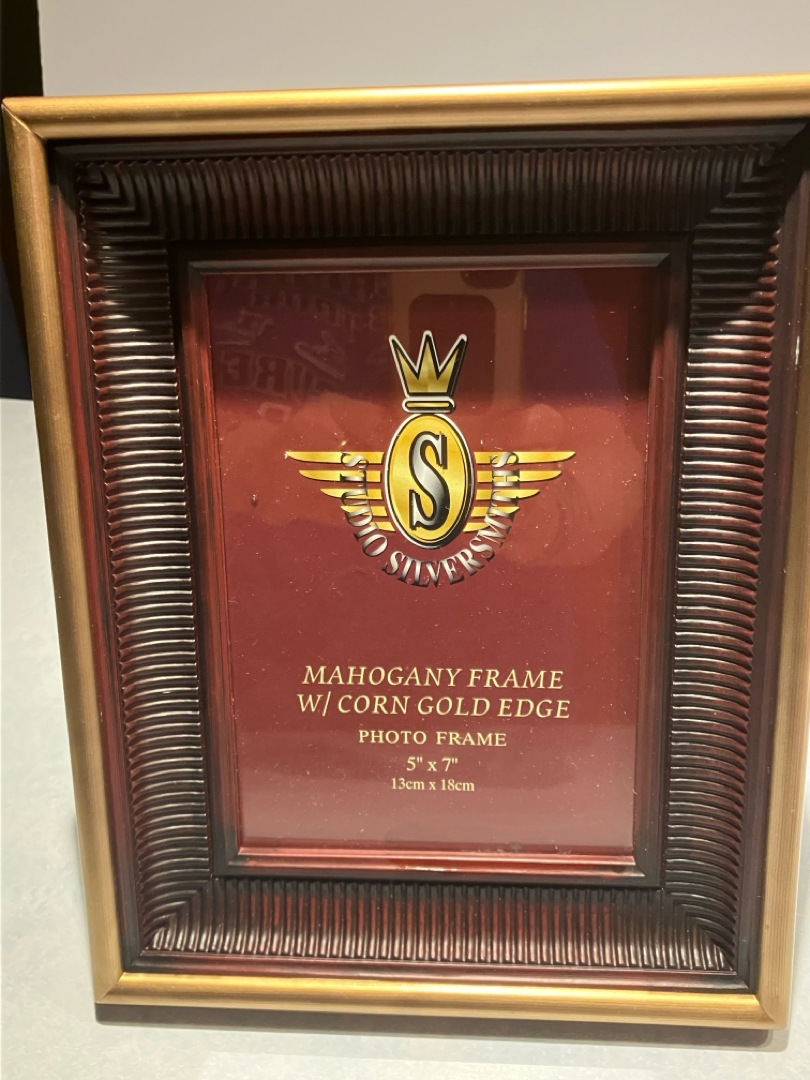 S
STUDIO SILVERSMITHS
MAHOGANY FRAME
W/ CORN GOLD EDGE
PHOTO FRAME
5" x 7"
13cm x 18cm